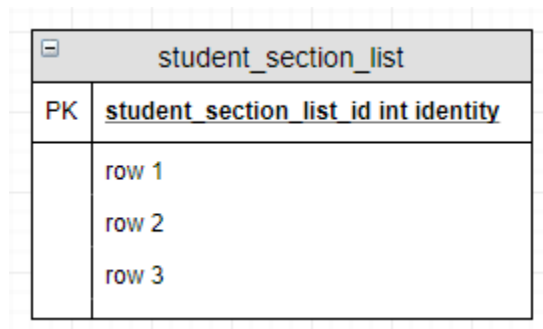 student_section_list
PK student_section_list_id int identity
row 1
row 2
row 3